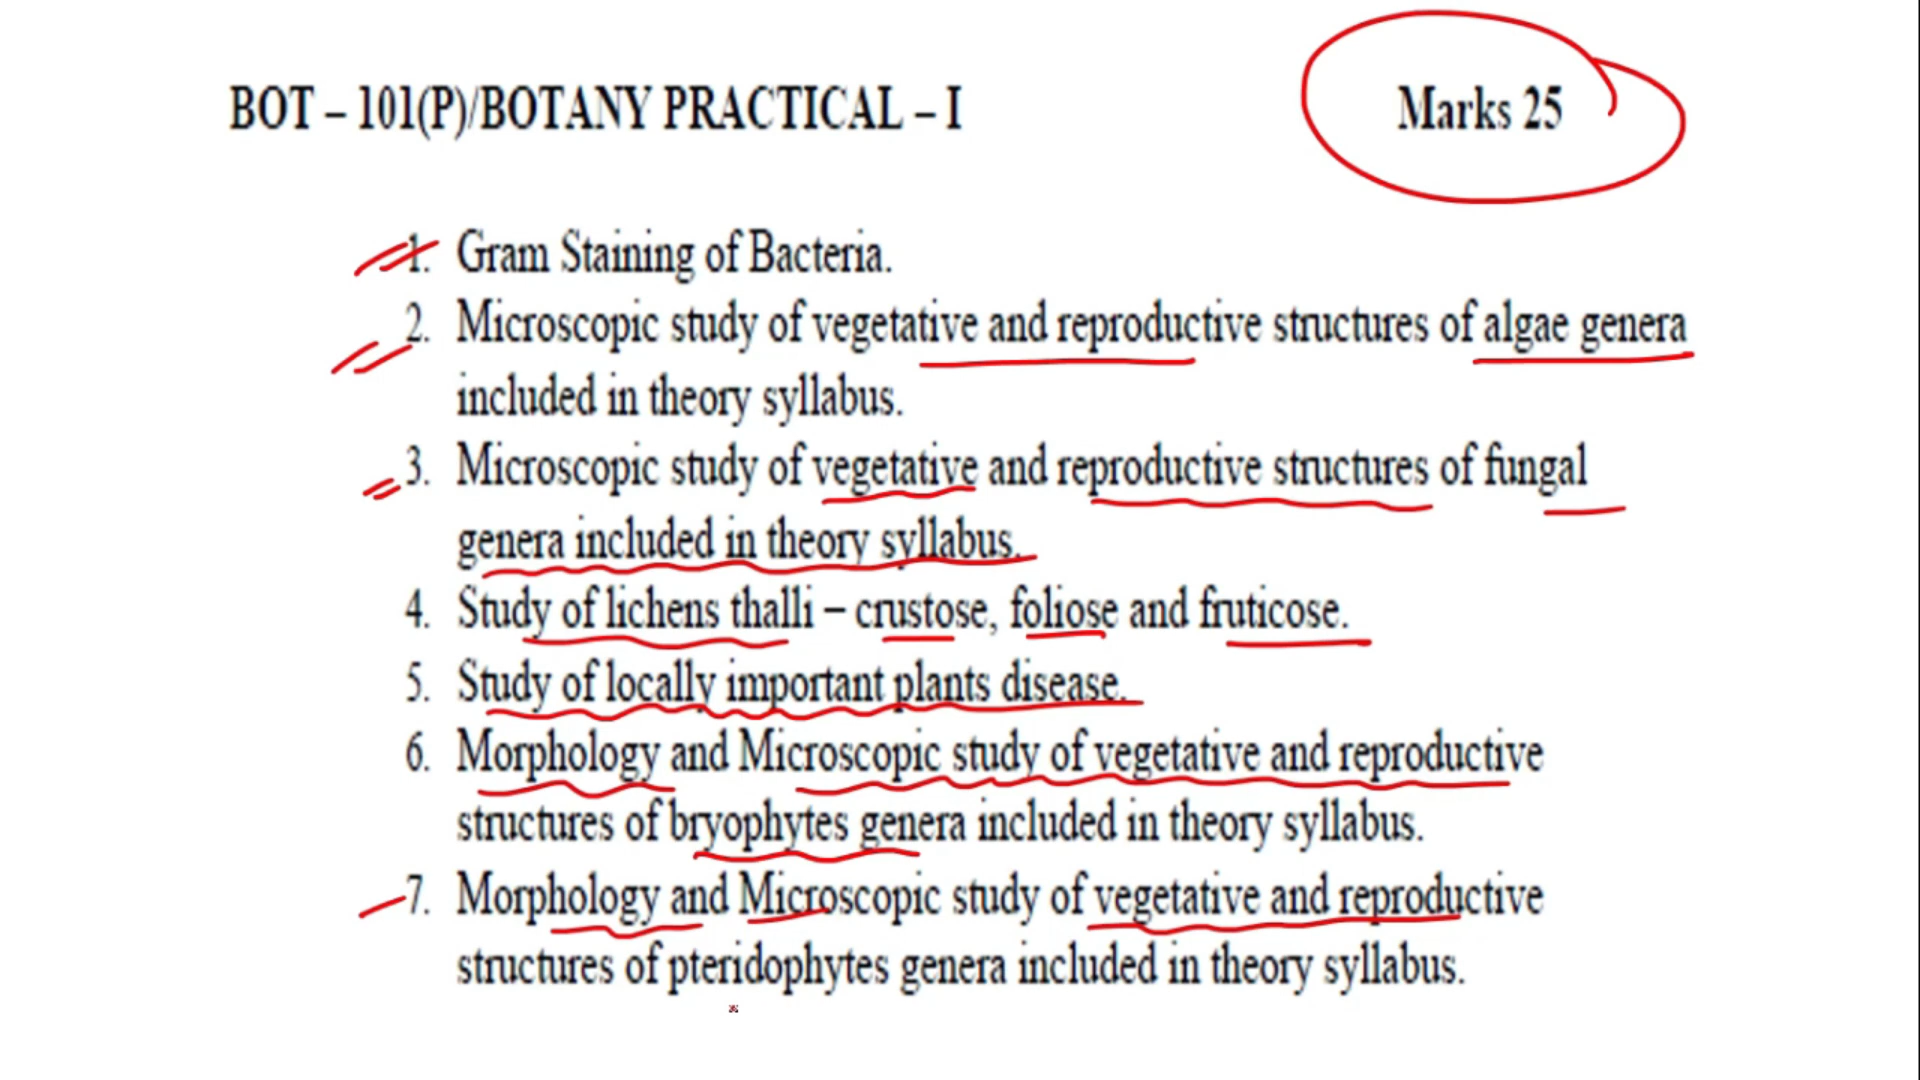 BOT – 101(P)/BOTANY PRACTICAL – I Marks 25
1. Gram Staining of Bacteria.
2. Microscopic study of vegetative and reproductive structures of algae genera
included in theory syllabus.
3. Microscopic study of vegetative and reproductive structures of fungal
genera included in theory syllabus.
4. Study of lichens thalli – crustose, foliose and fruticose.
5. Study of locally important plants disease.
6. Morphology and Microscopic study of vegetative and reproductive
structures of bryophytes genera included in theory syllabus.
7. Morphology and Microscopic study of vegetative and reproductive
structures of pteridophytes genera included in theory syllabus.